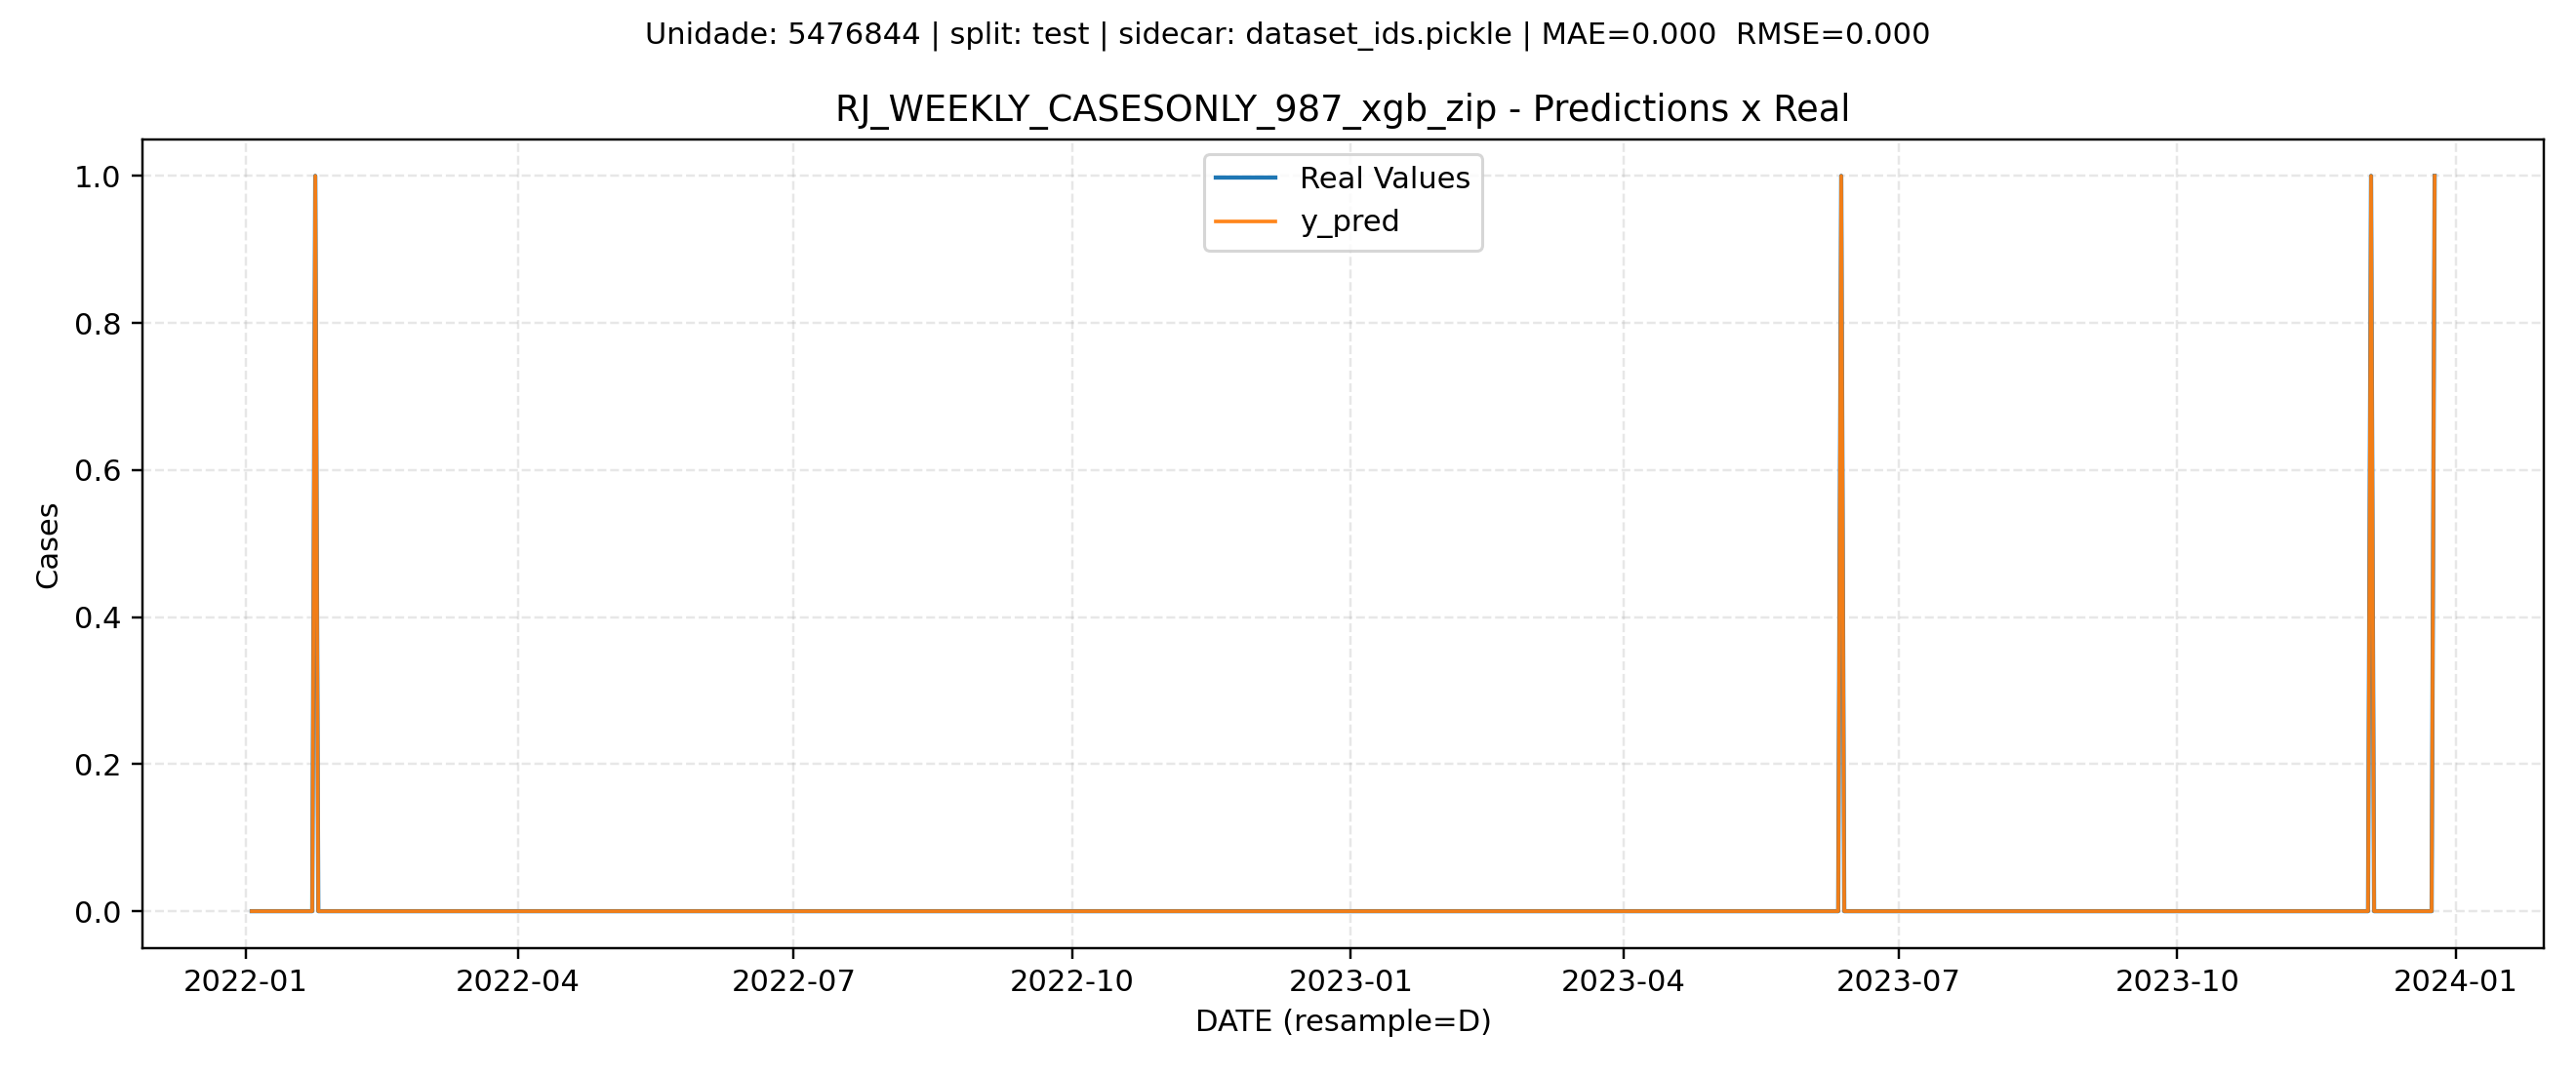 Unidade: 5476844 | split: test | sidecar: dataset_ids.pickle | MAE=0.000  RMSE=0.000
RJ_WEEKLY_CASESONLY_987_xgb_zip - Predictions x Real
Real Values
y_pred
1.0
0.8
0.6
0.4
0.2
0.0
Cases
2022-01 2022-04 2022-07 2022-10 2023-01 2023-04 2023-07 2023-10 2024-01
DATE (resample=D)